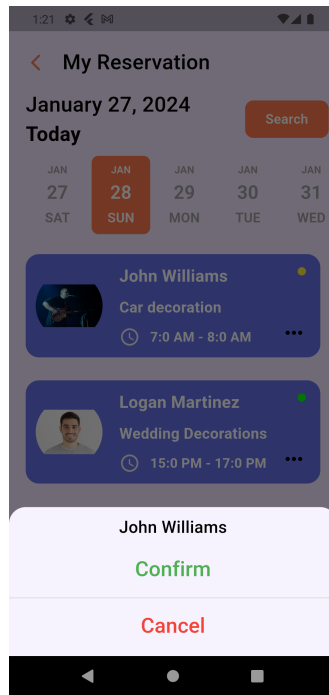 1:21
My Reservation
January 27, 2024
Today
Search
JAN JAN JAN JAN JAN
27 28 29 30 31
SAT SUN MON TUE WED
John Williams
Car decoration
7:0 AM - 8:0 AM
Logan Martinez
Wedding Decorations
15:0 PM - 17:0 PM
John Williams
Confirm
Cancel